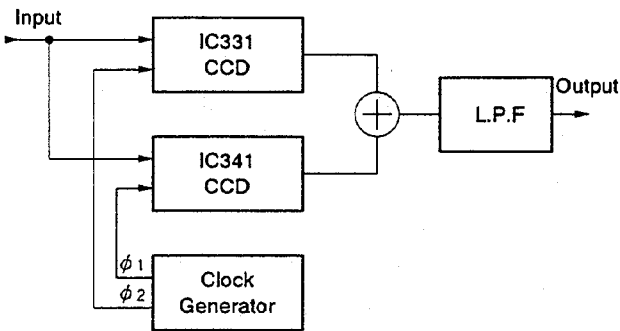 Input
IC331
CCD
Output
L.P.F
IC341
CCD
φ1
φ2
Clock
Generator